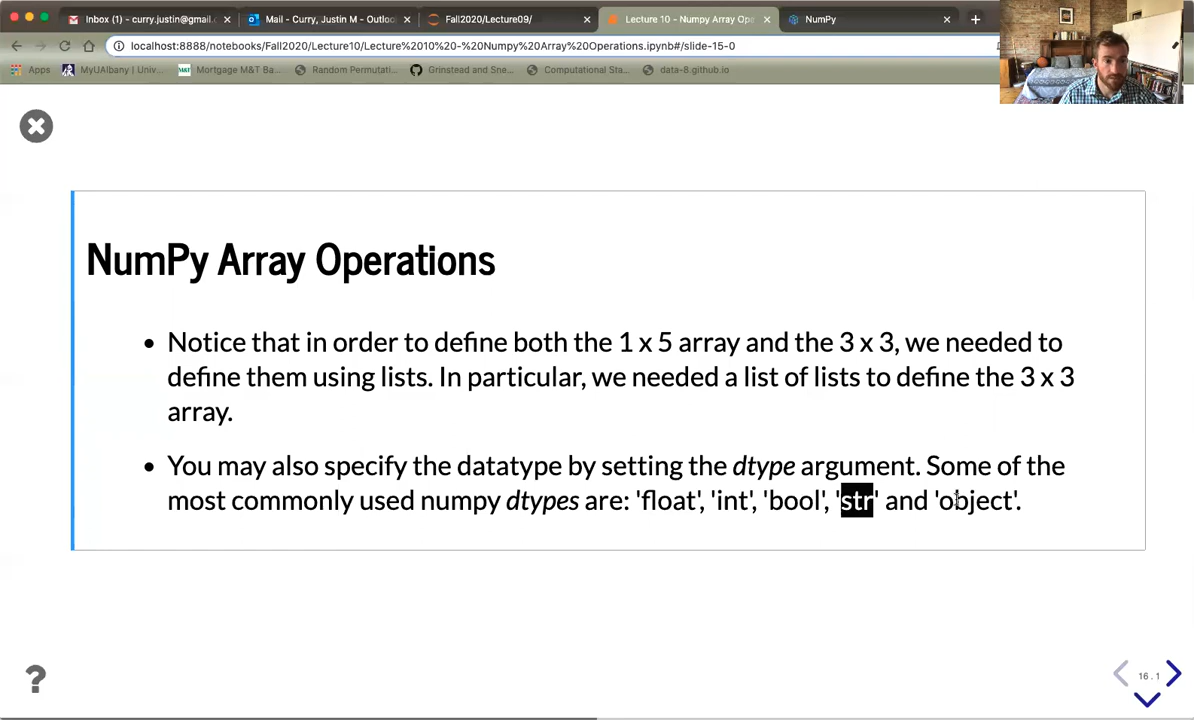 Inbox (1) - curry.justin@gmail. Mail - Curry, Justin M - Outloo Fall2020/Lecture09/ Lecture 10 - Numpy Array Ope NumPy
localhost:8888/notebooks/Fall2020/Lecture10/Lecture%2010%20-%20Numpy%20Array%20Operations.ipynb#/slide-15-0
Apps MyUAlbany | Univ... M&T Mortgage M&T Ba... Random Permutati... Grinstead and Sne... Computational Sta... data-8.github.io
NumPy Array Operations
• Notice that in order to define both the 1 x 5 array and the 3 x 3, we needed to
define them using lists. In particular, we needed a list of lists to define the 3 x 3
array.
• You may also specify the datatype by setting the dtype argument. Some of the
most commonly used numpy dtypes are: 'float', 'int', 'bool', 'str' and 'object'.
?
16 . 1